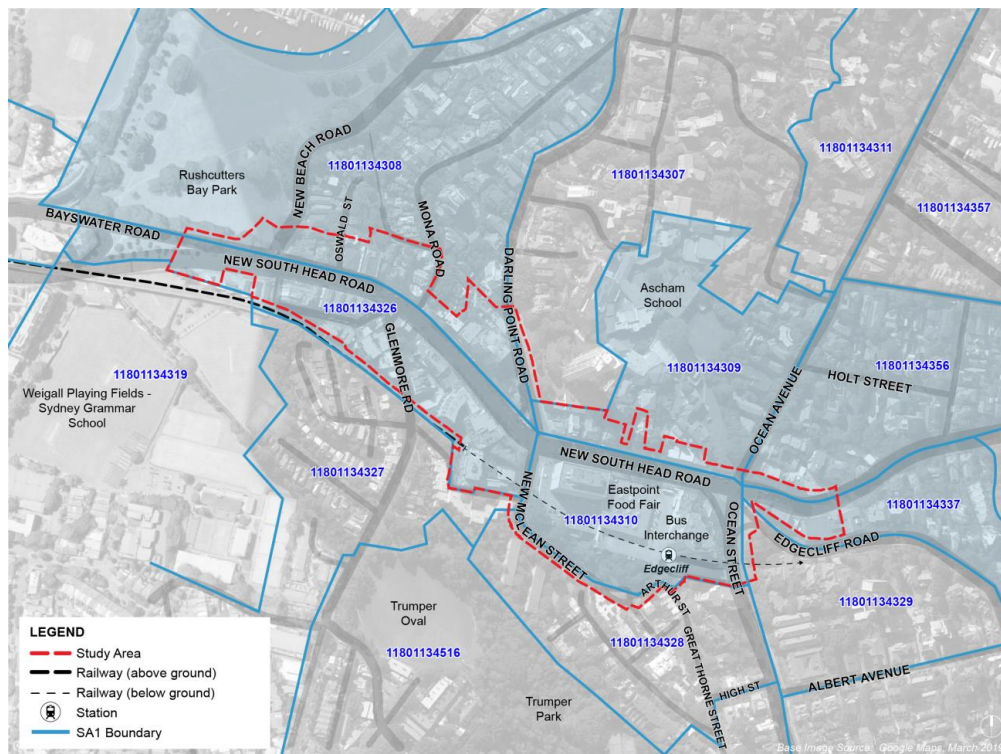 NEW BEACH ROAD
11801134308
11801134307
11801134311
Rushcutters
Bay Park
11801134357
OSWALD ST
MONA ROAD
BAYSWATER ROAD
DARLING POINT ROAD
NEW SOUTH HEAD ROAD
Ascham
School
11801134326
GLENMORE RD
11801134319
11801134309
11801134356
HOLT STREET
Weigall Playing Fields -
Sydney Grammar
School
OCEAN AVENUE
11801134327
NEW SOUTH HEAD ROAD
NEW MCLEAN STREET
Eastpoint
Food Fair
11801134310
Bus
Interchange
OCEAN STREET
11801134337
EDGECLIFF ROAD
Edgecliff
ARTHUR ST
11801134329
Trumper
Oval
11801134328
GREAT THORNE STREET
11801134516
HIGH ST
ALBERT AVENUE
Trumper
Park
LEGEND
Study Area
Railway (above ground)
Railway (below ground)
Station
SA1 Boundary
Base Image Source: Google Maps, March